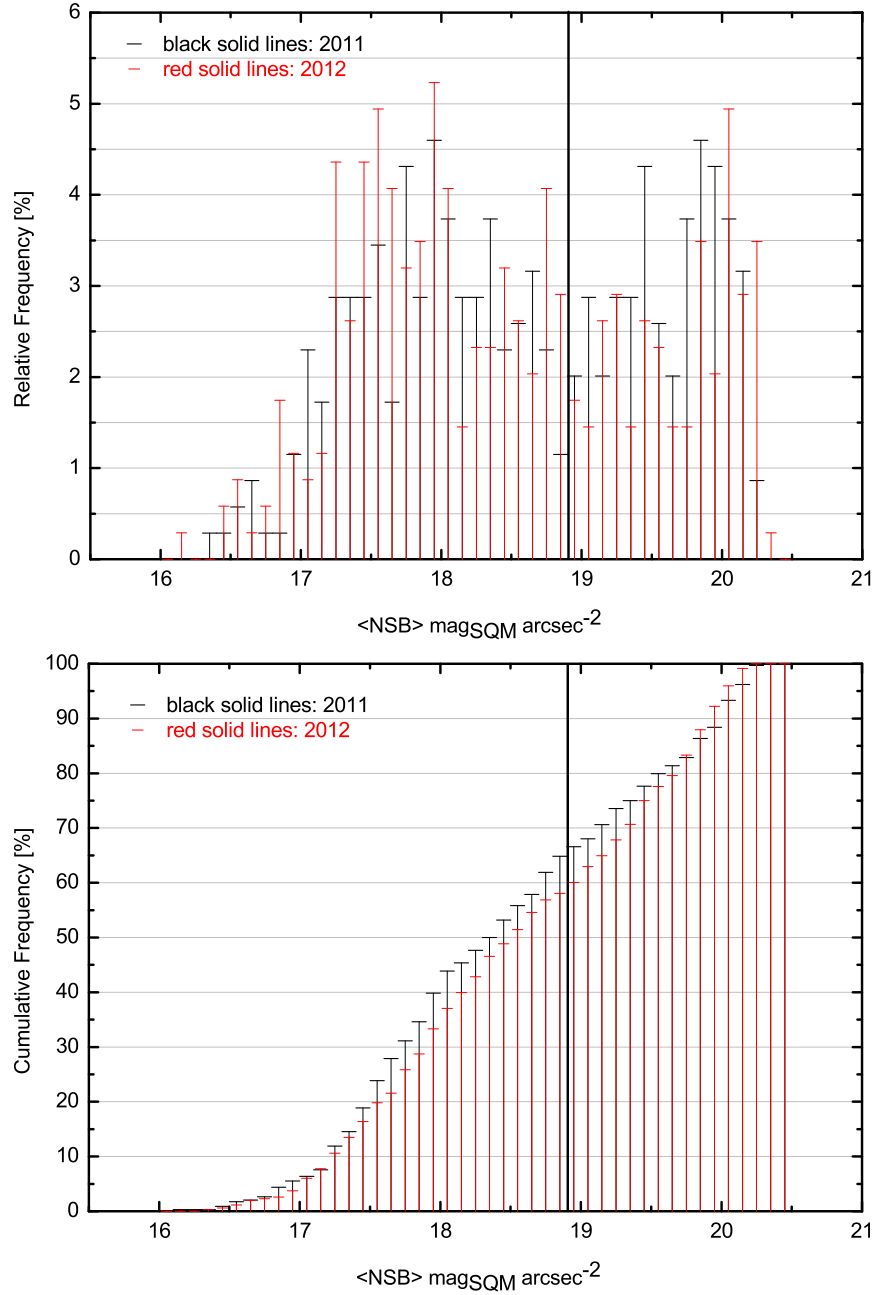 6
5
4
3
2
1
0
Relative Frequency [%]
black solid lines: 2011
red solid lines: 2012
16 17 18 19 20 21
<NSB> magSQM arcsec-2
100
90
80
70
60
50
40
30
20
10
0
Cumulative Frequency [%]
black solid lines: 2011
red solid lines: 2012
16 17 18 19 20 21
<NSB> magSQM arcsec-2